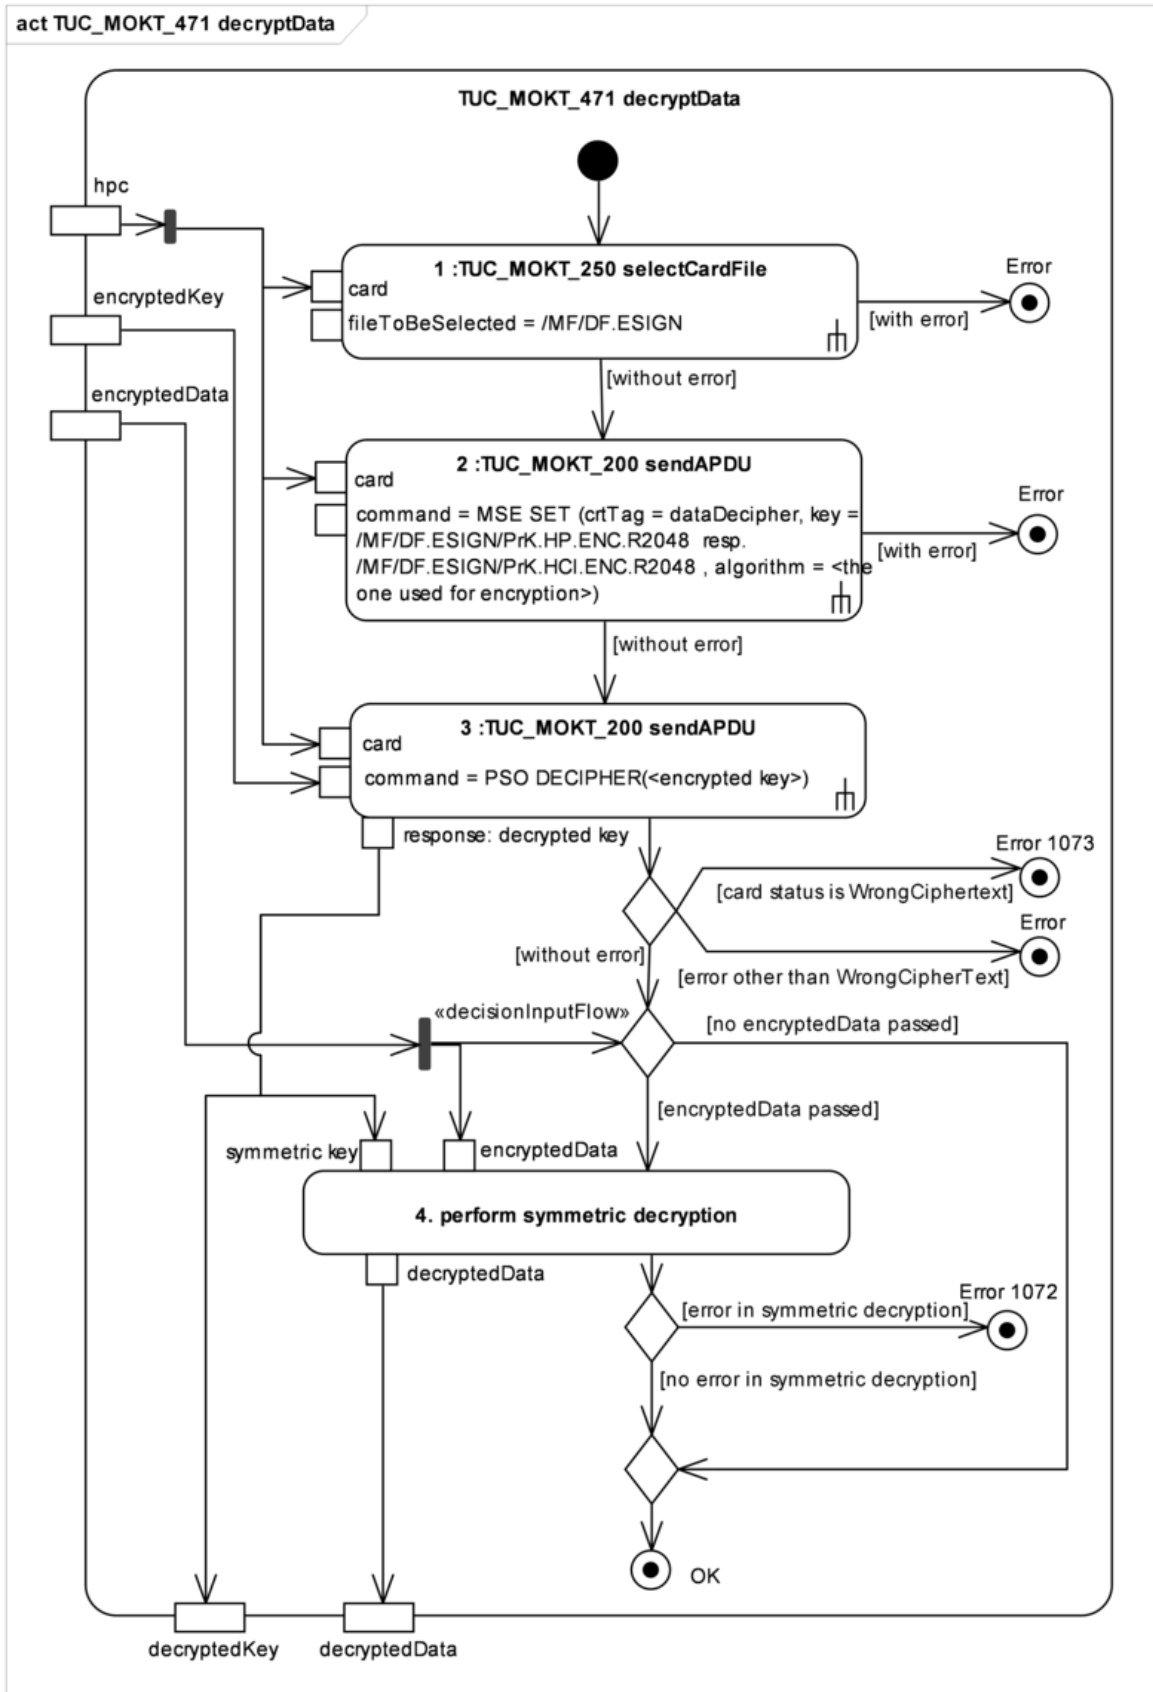 act TUC_MOKT_471 decryptData
TUC_MOKT_471 decryptData
hpc
encryptedKey
encryptedData
1 :TUC_MOKT_250 selectCardFile
card
fileToBeSelected = /MF/DF.ESIGN
Error
[with error]
[without error]
2 :TUC_MOKT_200 sendAPDU
card
command = MSE SET (crtTag = dataDecipher, key =
/MF/DF.ESIGN/PrK.HP.ENC.R2048 resp.
/MF/DF.ESIGN/PrK.HCI.ENC.R2048 , algorithm = <the
one used for encryption>)
Error
[with error]
[without error]
3 :TUC_MOKT_200 sendAPDU
card
command = PSO DECIPHER(<encrypted key>)
response: decrypted key
Error 1073
[card status is WrongCiphertext]
Error
[without error]
[error other than WrongCipherText]
«decisionInputFlow»
[no encryptedData passed]
[encryptedData passed]
symmetric key
encryptedData
4. perform symmetric decryption
decryptedData
Error 1072
[error in symmetric decryption]
[no error in symmetric decryption]
OK
decryptedKey
decryptedData